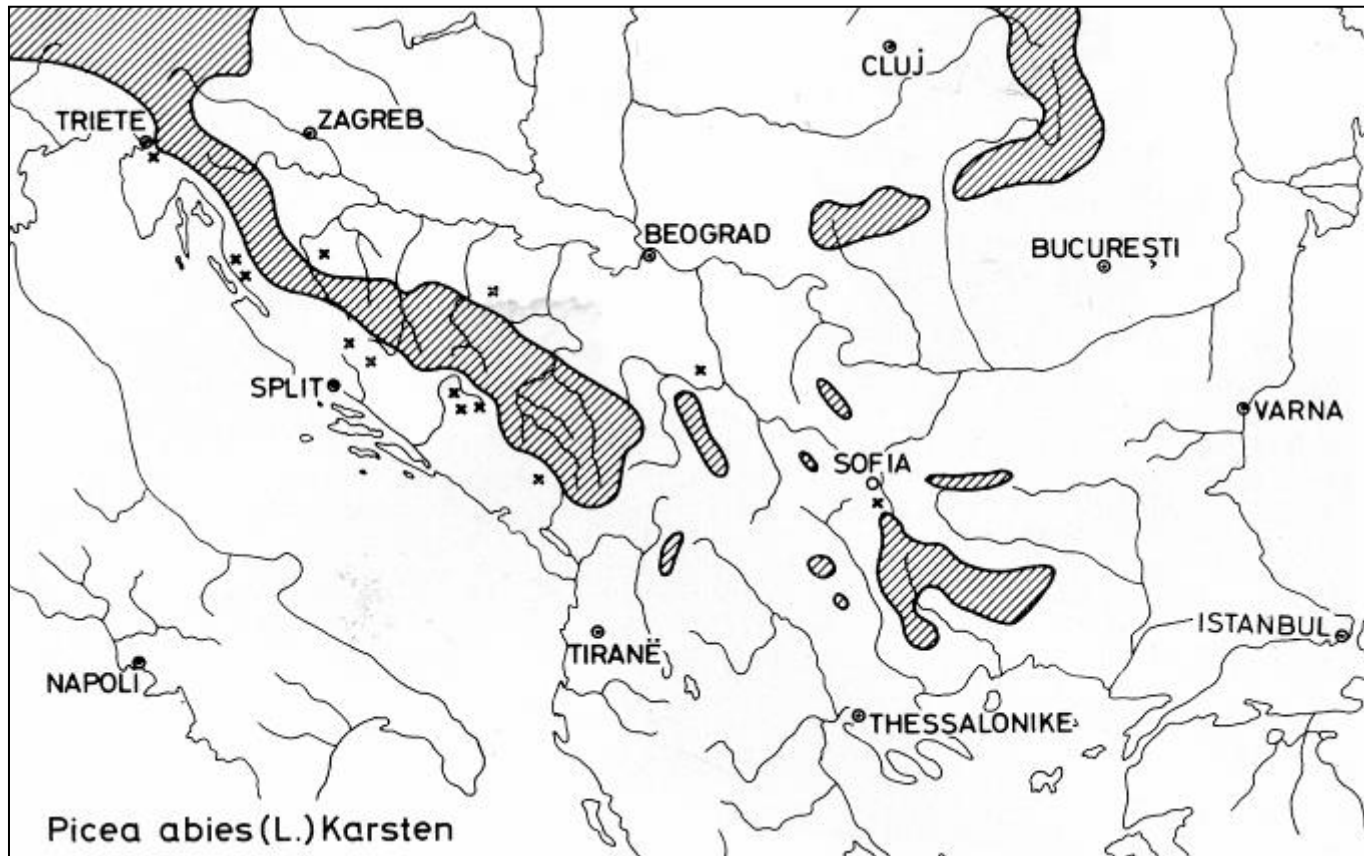 CLUJ
TRIETE
ZAGREB
BEOGRAD
BUCUREȘTI
SPLIT
VARNA
SOFIA
ISTANBUL
TIRANË
NAPOLI
THESSALONIKE
Picea abies (L.) Karsten